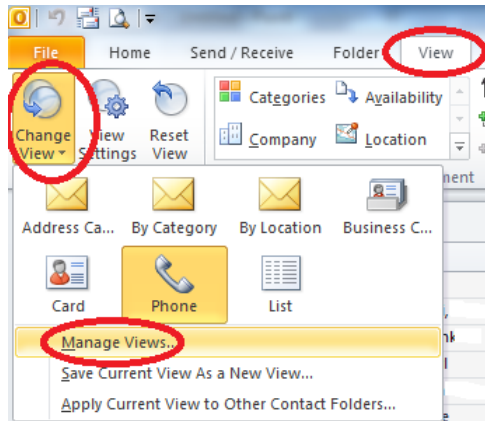 File Home Send / Receive Folder View
Categories Availability
Change View Reset
View Settings View
Company Location
Address Ca... By Category By Location Business C...
Card Phone List
Manage Views...
Save Current View As a New View...
Apply Current View to Other Contact Folders...